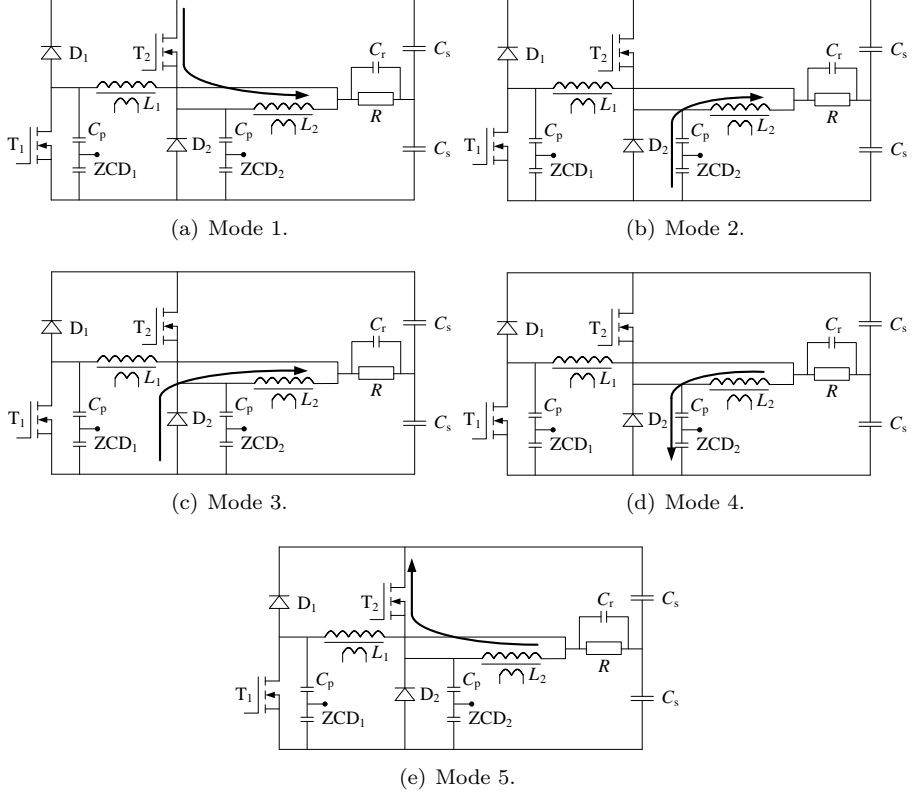 D1
T2
Cr
Cs
L1
R
Cp
L2
Cp
T1
D2
Cs
ZCD1
ZCD2
(a) Mode 1.
D1
T2
Cr
Cs
L1
R
Cp
L2
Cp
T1
D2
Cs
ZCD1
ZCD2
(b) Mode 2.
D1
T2
Cr
Cs
L1
R
Cp
L2
Cp
T1
D2
Cs
ZCD1
ZCD2
(c) Mode 3.
D1
T2
Cr
Cs
L1
R
Cp
L2
Cp
T1
D2
Cs
ZCD1
ZCD2
(d) Mode 4.
D1
T2
Cr
Cs
L1
R
Cp
L2
Cp
T1
D2
Cs
ZCD1
ZCD2
(e) Mode 5.